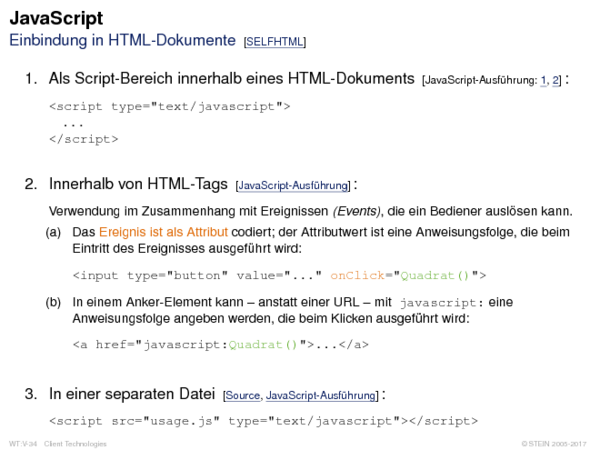 JavaScript
Einbindung in HTML-Dokumente [SELFHTML]
1. Als Script-Bereich innerhalb eines HTML-Dokuments [JavaScript-Ausführung: 1, 2] :
<script type="text/javascript">
...
</script>
2. Innerhalb von HTML-Tags [JavaScript-Ausführung] :
Verwendung im Zusammenhang mit Ereignissen (Events), die ein Bediener auslösen kann.
(a) Das Ereignis ist als Attribut codiert; der Attributwert ist eine Anweisungsfolge, die beim
Eintritt des Ereignisses ausgeführt wird:
<input type="button" value="..." onClick="Quadrat()">
(b) In einem Anker-Element kann – anstatt einer URL – mit javascript: eine
Anweisungsfolge angeben werden, die beim Klicken ausgeführt wird:
<a href="javascript:Quadrat()">...</a>
3. In einer separaten Datei [Source, JavaScript-Ausführung] :
<script src="usage.js" type="text/javascript"></script>
WT:V-34 Client Technologies © STEIN 2005-2017